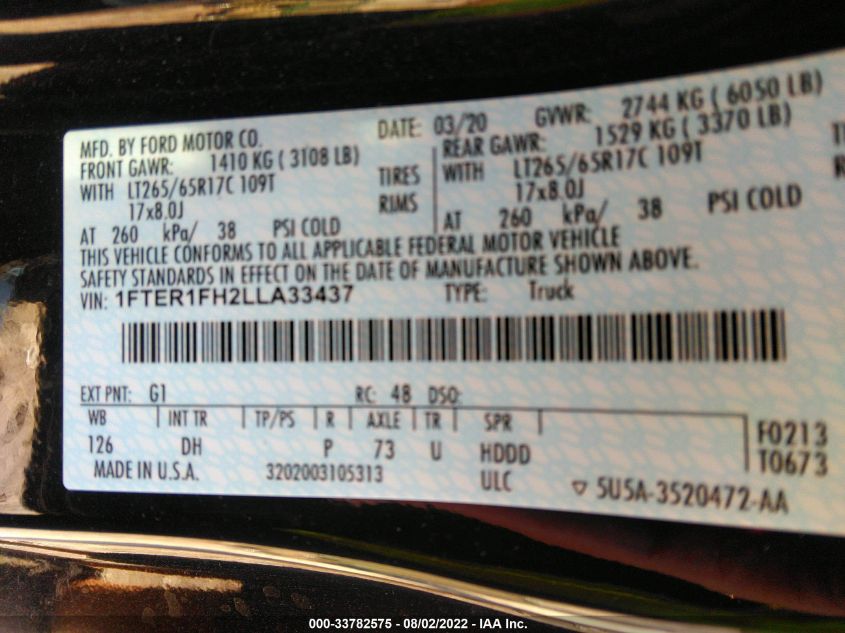 MFD. BY FORD MOTOR CO. DATE: 03/20 GVWR: 2744 KG ( 6050 LB)
FRONT GAWR: 1410 KG ( 3108 LB) REAR GAWR: 1529 KG ( 3370 LB)
WITH LT265/65R17C 109T TIRES WITH LT265/65R17C 109T
17x8.0J RIMS 17x8.0J
AT 260 kPa/ 38 PSI COLD AT 260 kPa/ 38 PSI COLD
THIS VEHICLE CONFORMS TO ALL APPLICABLE FEDERAL MOTOR VEHICLE
SAFETY STANDARDS IN EFFECT ON THE DATE OF MANUFACTURE SHOWN ABOVE.
VIN: 1FTER1FH2LLA33437 TYPE: Truck
EXT PNT: G1 RC: 48 DSO:
WB INT TR TP/PS R AXLE TR SPR
126 DH P 73 U HDDD
F0213
T0673
MADE IN U.S.A. 3202003105313 ULC
▽ 5U5A-3520472-AA
000-33782575 - 08/02/2022 - IAA Inc.